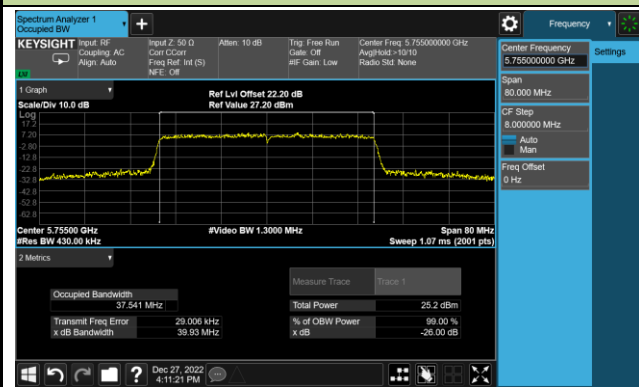 Spectrum Analyzer 1
Occupied BW
Frequency
KEYSIGHT
Input: RF
Coupling: AC
Align: Auto
Input Z: 50 Ω
Corr CCorr
Freq Ref: Int (S)
NFE: Off
Atten: 10 dB
Trig: Free Run
Gate: Off
#IF Gain: Low
Center Freq: 5.755000000 GHz
Avg|Hold:>10/10
Radio Std: None
1 Graph
Scale/Div 10.0 dB
Ref Lvl Offset 22.20 dB
Ref Value 27.20 dBm
Log
17.2
7.20
-2.80
-12.8
-22.8
-32.8
-42.8
-52.8
-62.8
Center 5.75500 GHz
#Res BW 430.00 kHz
#Video BW 1.3000 MHz
Span 80 MHz
Sweep 1.07 ms (2001 pts)
2 Metrics
Measure Trace
Trace 1
Occupied Bandwidth
37.541 MHz
Total Power
25.2 dBm
Transmit Freq Error
29.006 kHz
% of OBW Power
99.00 %
x dB Bandwidth
39.93 MHz
x dB
-26.00 dB
Dec 27, 2022
4:11:21 PM
Center Frequency
5.755000000 GHz
Settings
Span
80.000 MHz
CF Step
8.000000 MHz
Auto
Man
Freq Offset
0 Hz